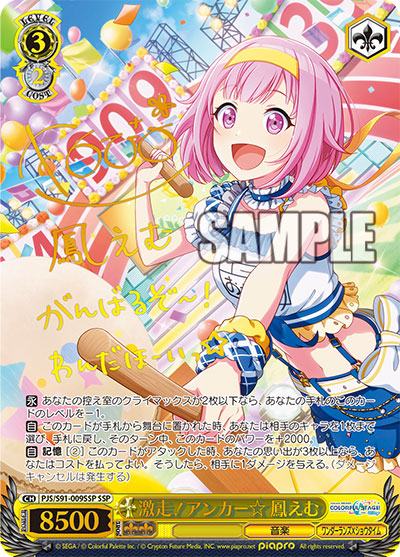 LEVEL
3
2
COST
鳳えむ
SAMPLE
がんばるぞ〜!
わんだほーいっ☆
永 あなたの控え室のクライマックスが2枚以下なら、あなたの手札のこのカー
ドのレベルを－1。
自 このカードが手札から舞台に置かれた時、あなたは相手のキャラを1枚まで
選び、手札に戻し、そのターン中、このカードのパワーを＋2000。
自 記憶 [②] このカードがアタックした時、あなたの思い出が3枚以上なら、あ
なたはコストを払ってよい。そうしたら、相手に1ダメージを与える。(ダメー
ジキャンセルは発生する)
CH PJS/S91-009SSP SSP
POWER
8500
SOUL
激走!アンカー☆ 鳳えむ
音楽
ワンダーランズ×ショウタイム
© SEGA / © Colorful Palette Inc. / © Crypton Future Media, INC. www.piapro.net piapro All rights reserved.